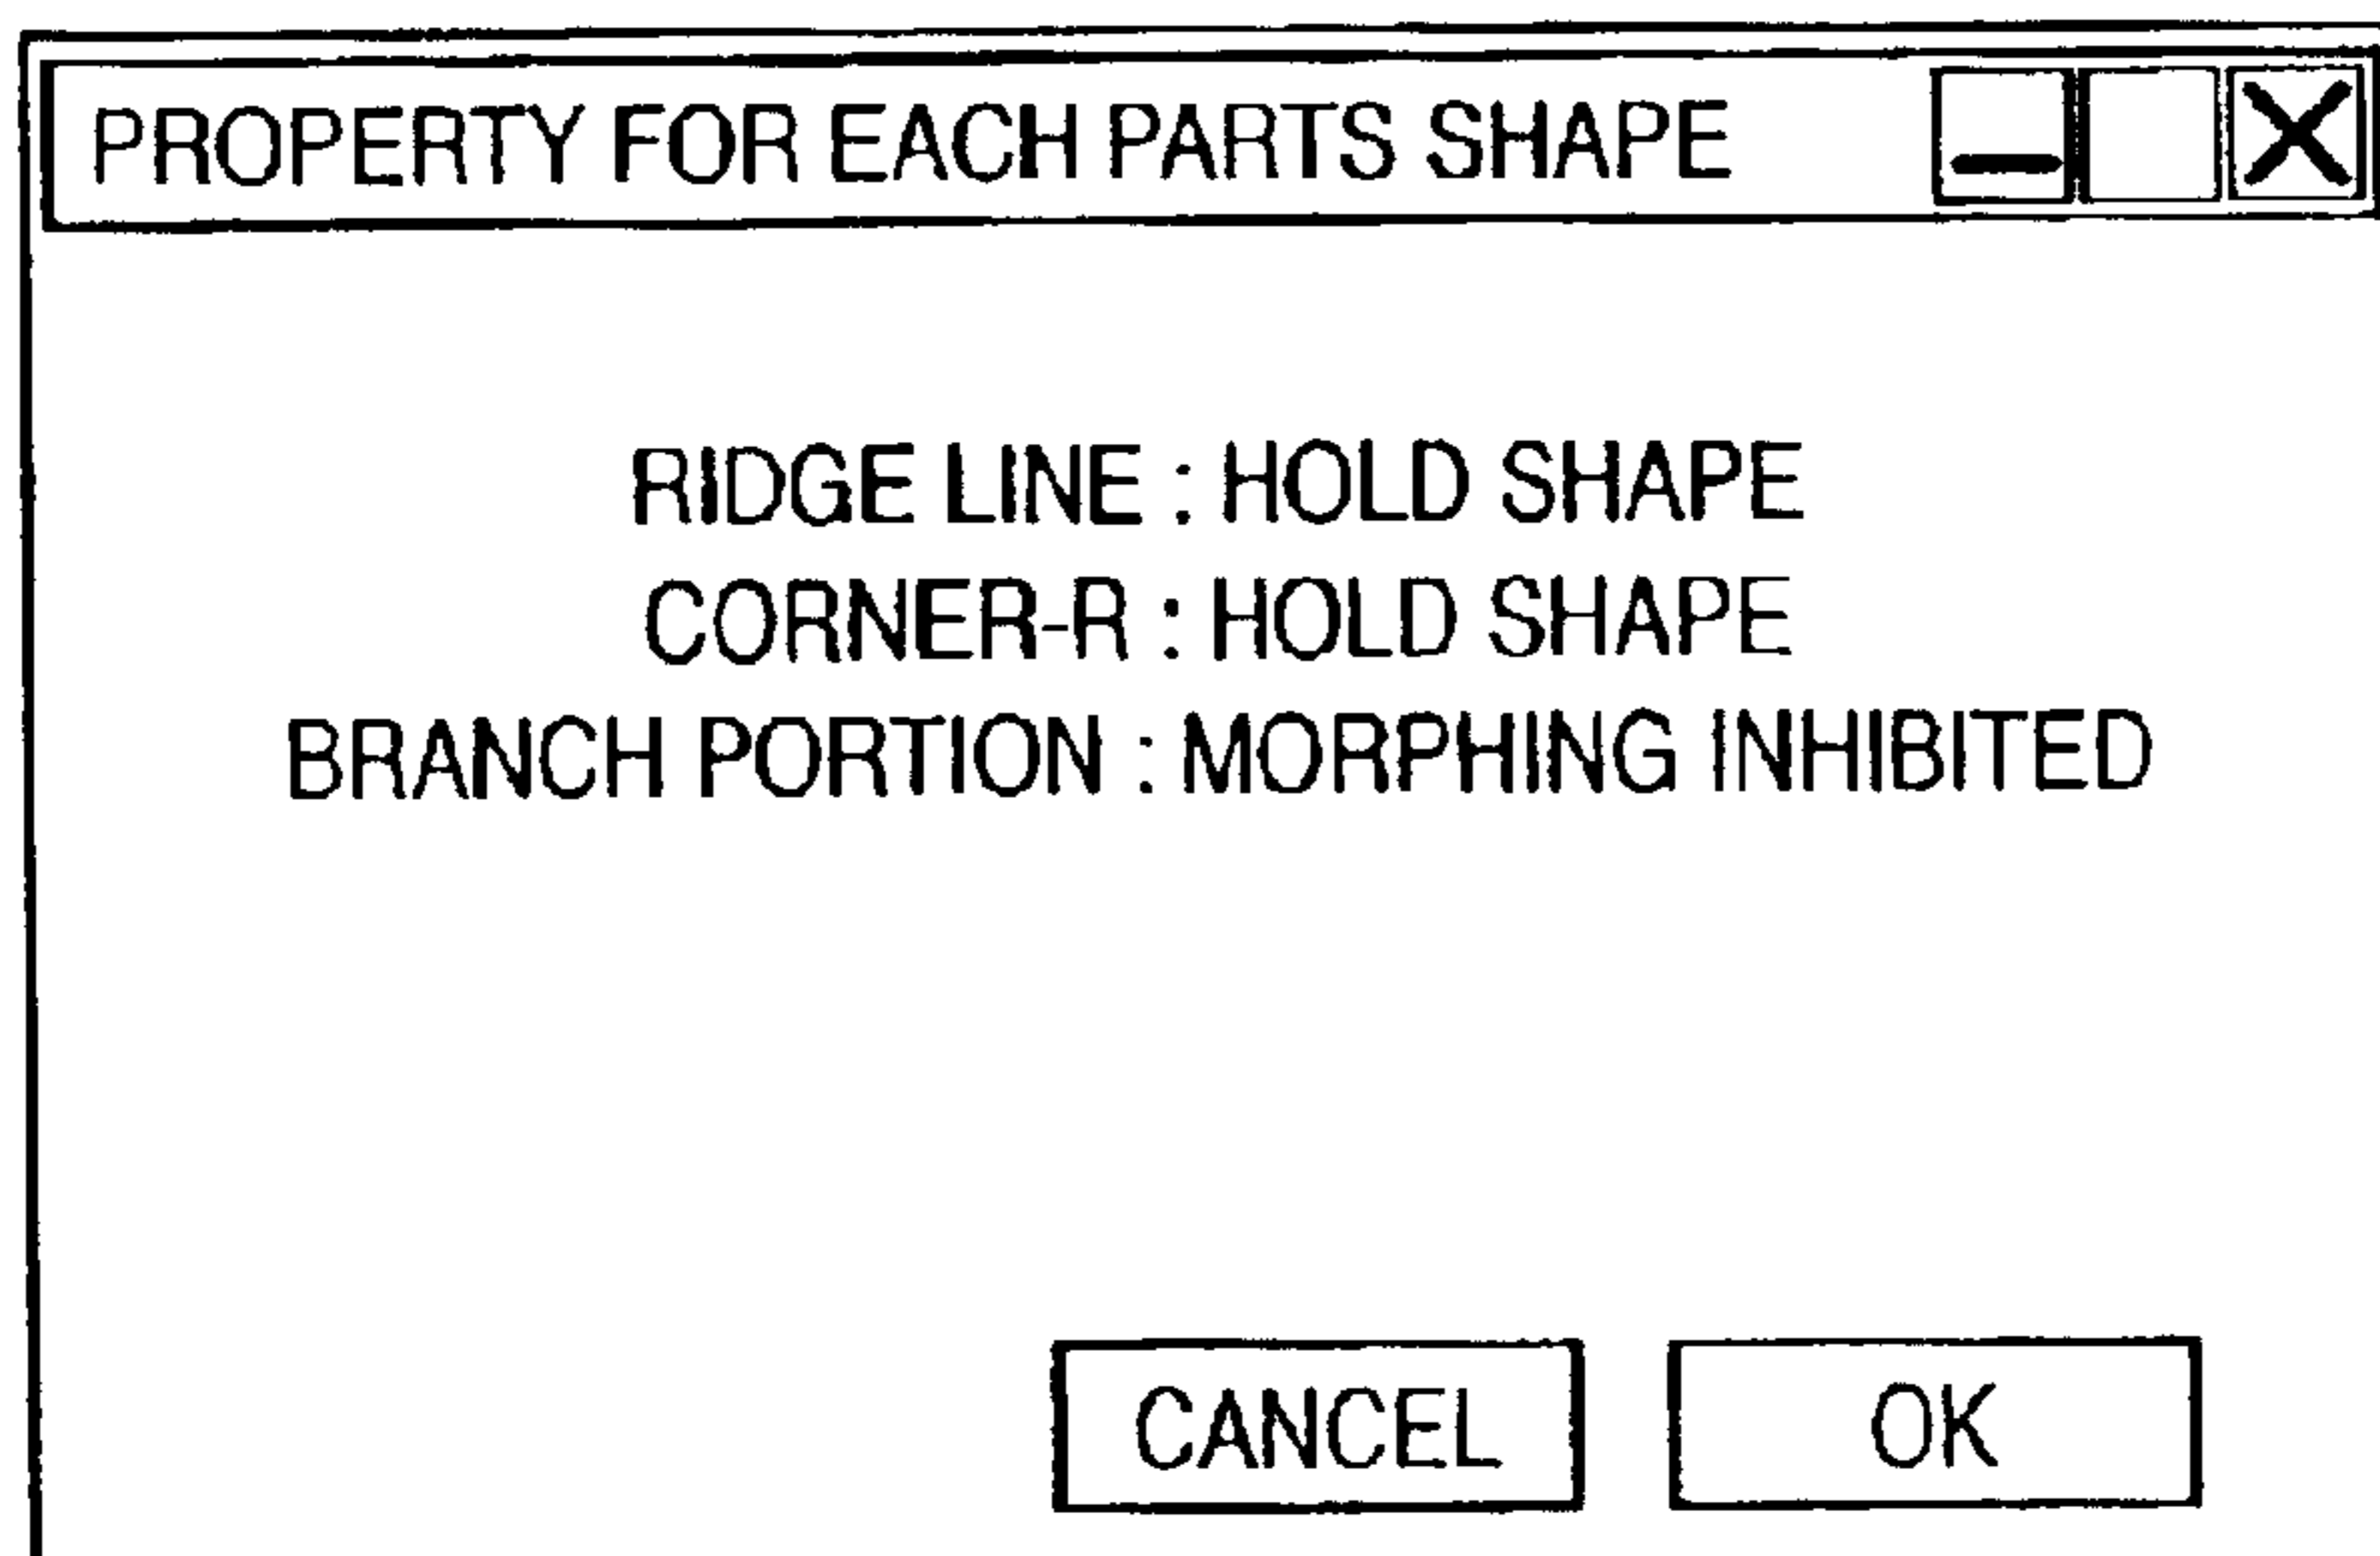 PROPERTY FOR EACH PARTS SHAPE
RIDGE LINE : HOLD SHAPE
CORNER-R : HOLD SHAPE
BRANCH PORTION : MORPHING INHIBITED
CANCEL OK